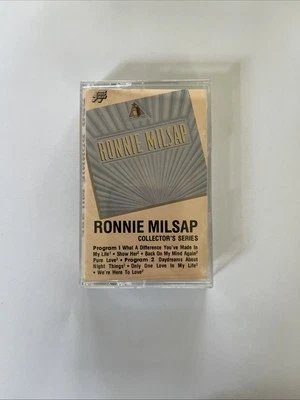 RONNIE MILSAP
RONNIE MILSAP
COLLECTOR'S SERIES
Program 1 What A Difference You've Made In
My Life • Show Her • Back On My Mind Again
Pure Love • Program 2 Daydreams About
Night Things • Only One Love In My Life
• We're Here To Love